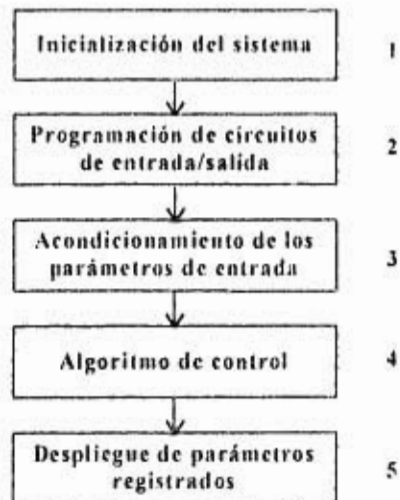 Inicialización del sistema 1
Programación de circuitos 2
de entrada/salida
Acondicionamiento de los 3
parámetros de entrada
Algoritmo de control 4
Despliegue de parámetros 5
registrados